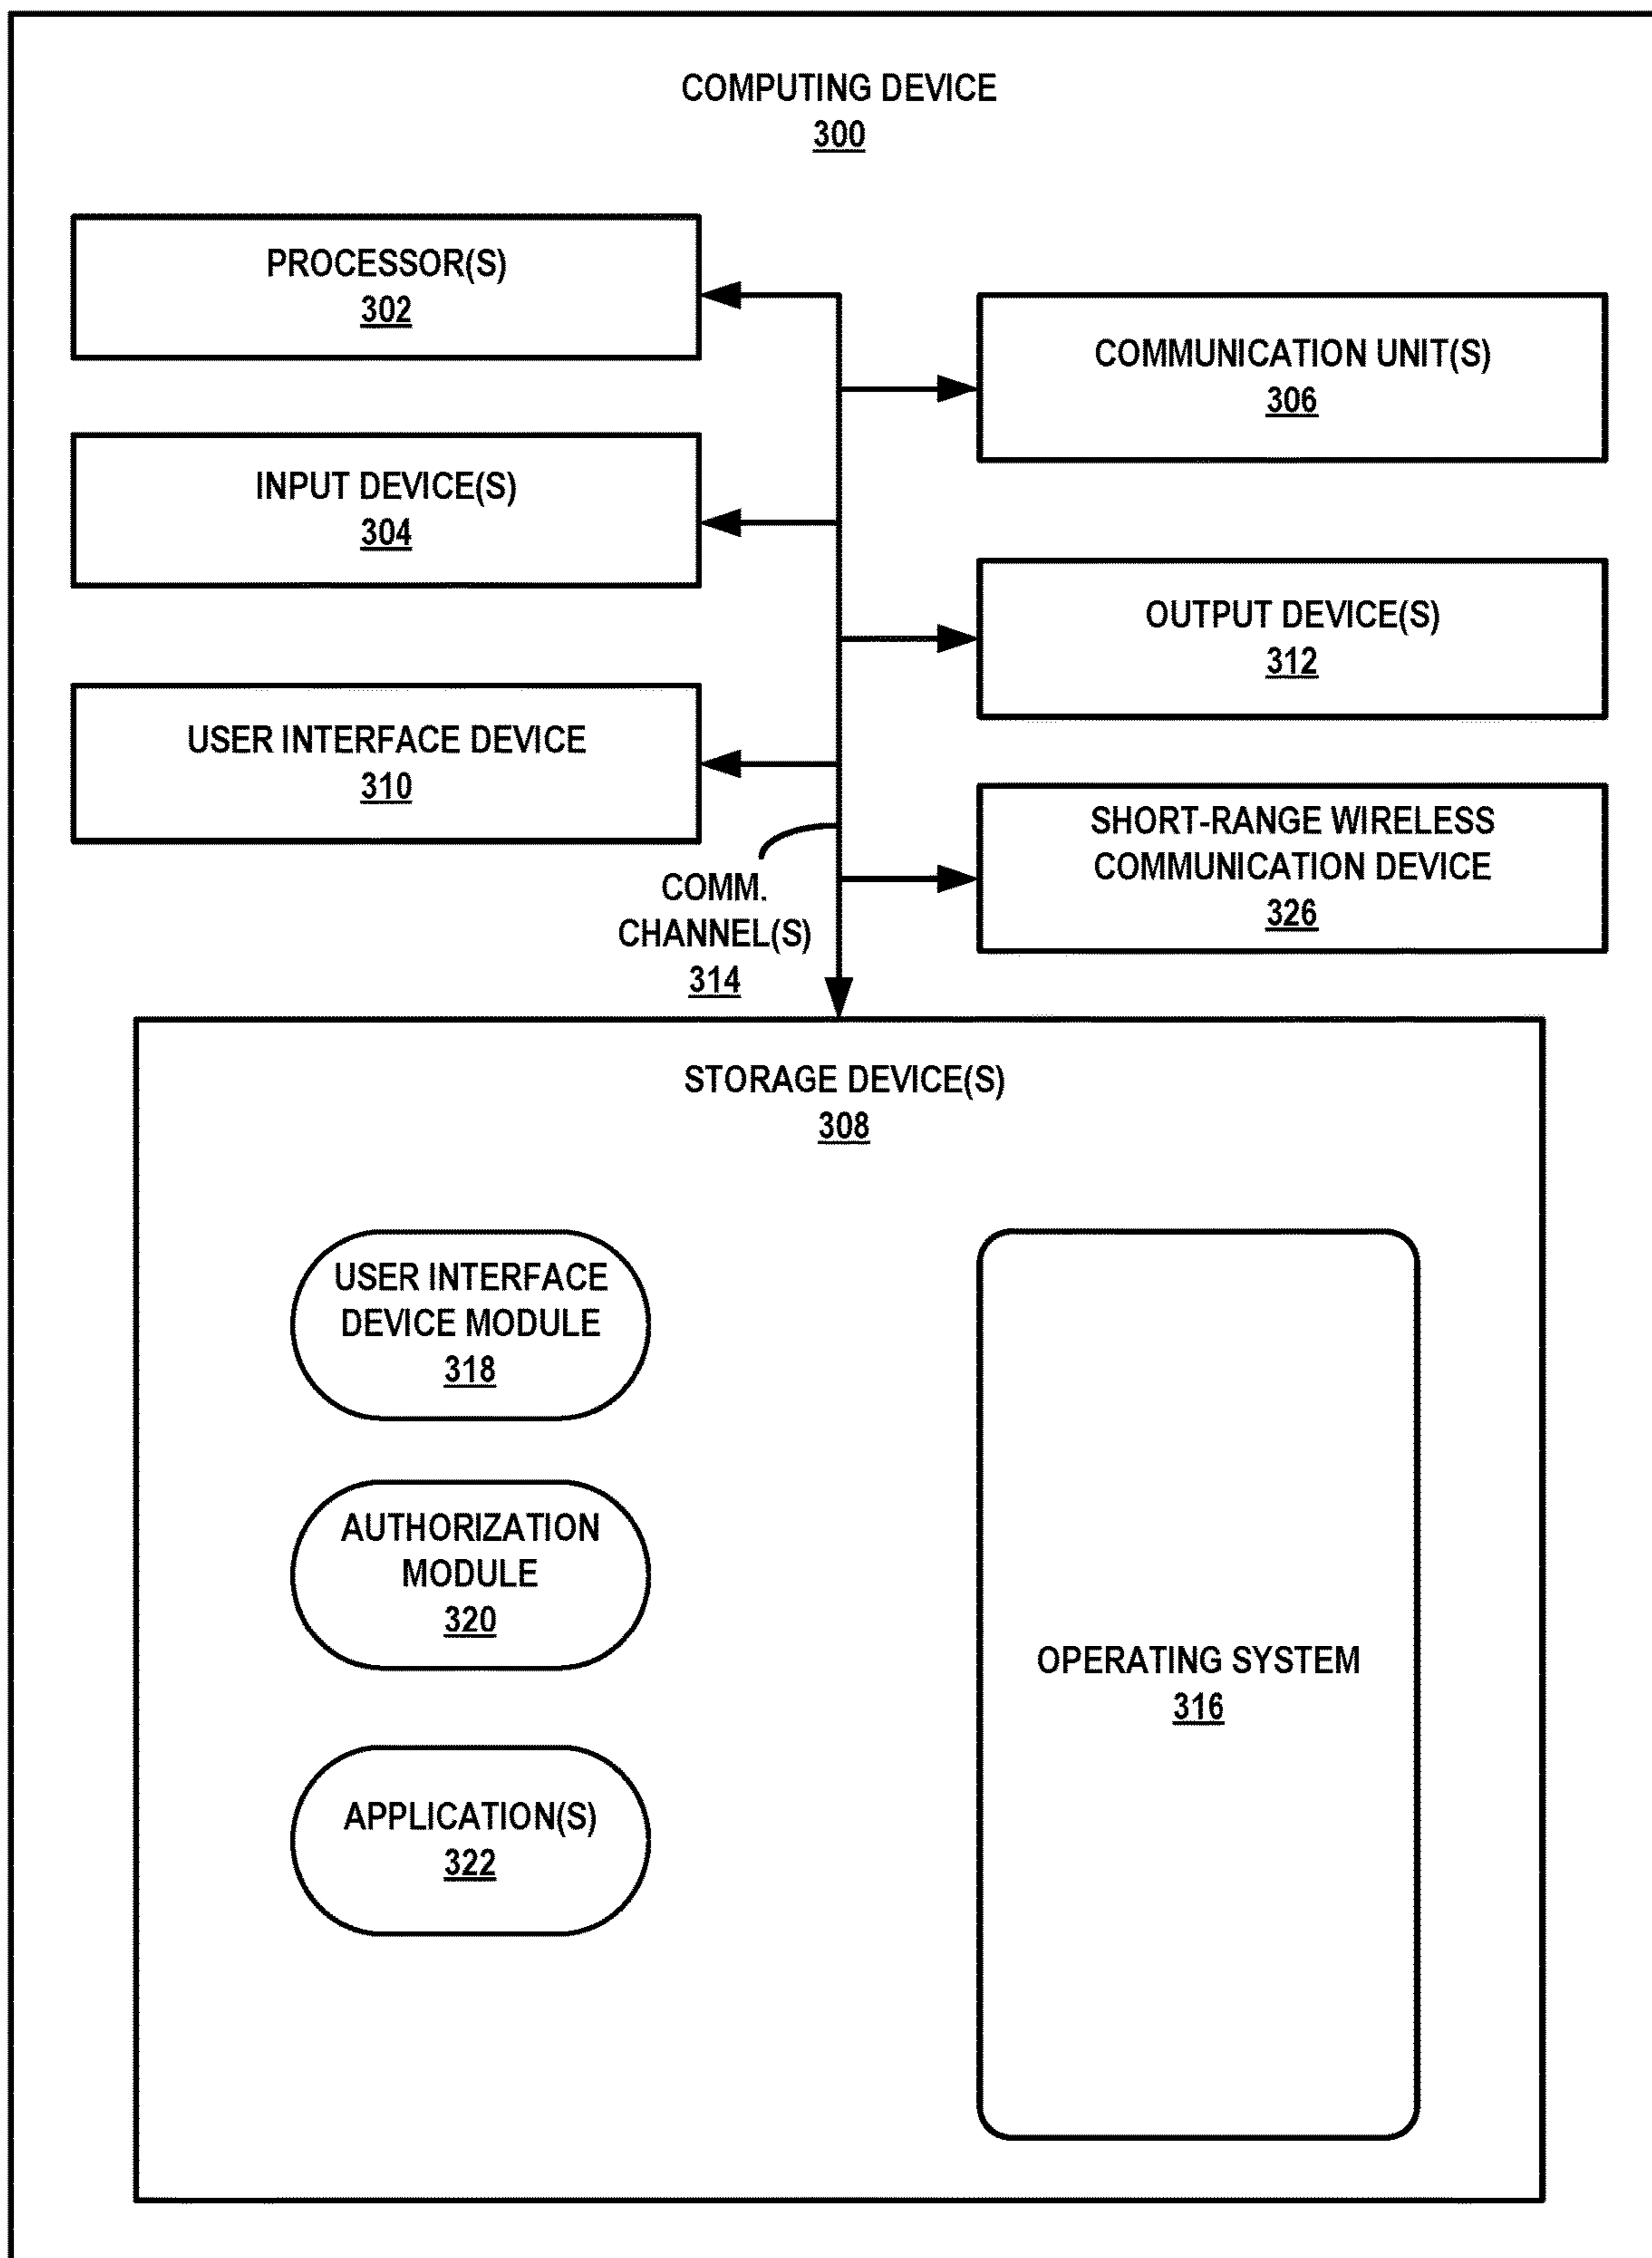 COMPUTING DEVICE
300
PROCESSOR(S)
302
COMMUNICATION UNIT(S)
306
INPUT DEVICE(S)
304
OUTPUT DEVICE(S)
312
USER INTERFACE DEVICE
310
SHORT-RANGE WIRELESS
COMMUNICATION DEVICE
326
COMM.
CHANNEL(S)
314
STORAGE DEVICE(S)
308
USER INTERFACE
DEVICE MODULE
318
AUTHORIZATION
MODULE
320
APPLICATION(S)
322
OPERATING SYSTEM
316